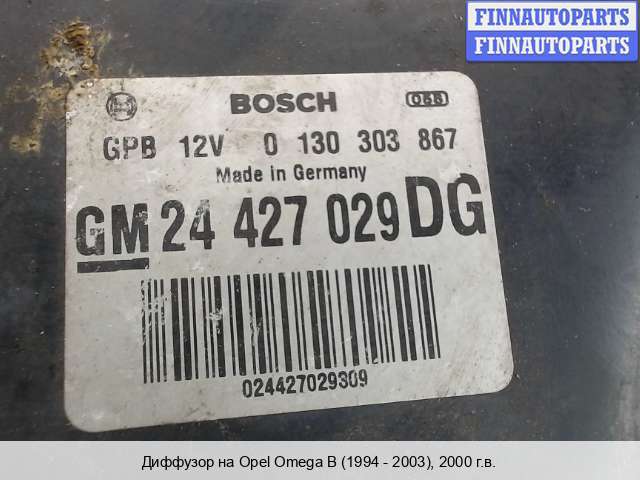 FINNAUTOPARTS
FINNAUTOPARTS
BOSCH
GPB 12V 0 130 303 867
Made in Germany
GM 24 427 029 DG
024427029309
Диффузор на Opel Omega B (1994 - 2003), 2000 г.в.